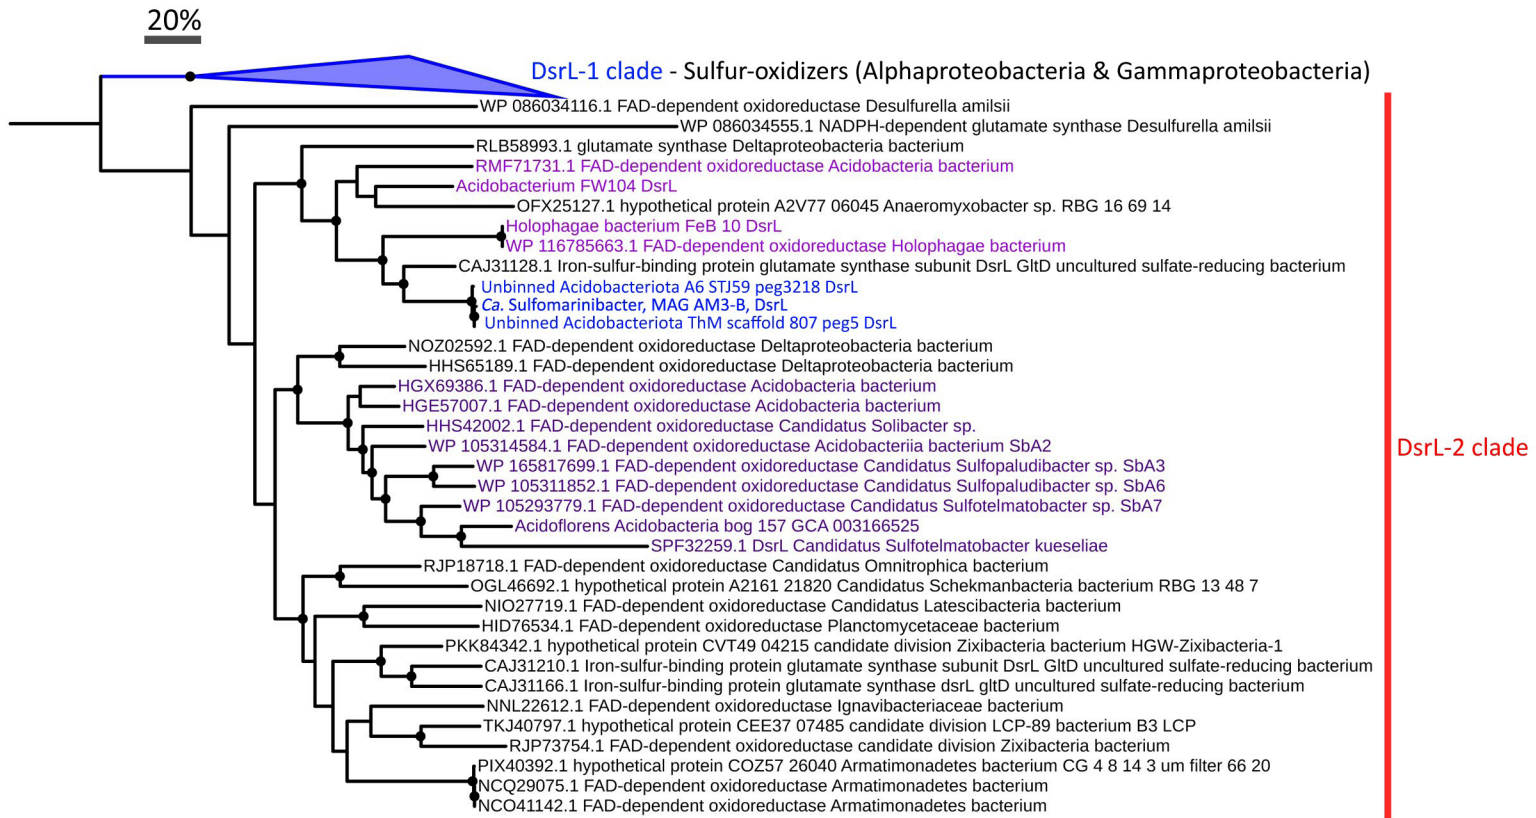 20%
DsrL-1 clade - Sulfur-oxidizers (Alphaproteobacteria & Gammaproteobacteria)
WP 086034116.1 FAD-dependent oxidoreductase Desulfurella amilsii
WP 086034555.1 NADPH-dependent glutamate synthase Desulfurella amilsii
RLB58993.1 glutamate synthase Deltaproteobacteria bacterium
RMF71731.1 FAD-dependent oxidoreductase Acidobacteria bacterium
Acidobacterium FW104 DsrL
OFX25127.1 hypothetical protein A2V77 06045 Anaeromyxobacter sp. RBG 16 69 14
Holophagae bacterium FeB 10 DsrL
WP 116785663.1 FAD-dependent oxidoreductase Holophagae bacterium
CAJ31128.1 Iron-sulfur-binding protein glutamate synthase subunit DsrL GltD uncultured sulfate-reducing bacterium
Unbinned Acidobacteriota A6 STJ59 peg3218 DsrL
Ca. Sulfomarinibacter, MAG AM3-B, DsrL
Unbinned Acidobacteriota ThM scaffold 807 peg5 DsrL
NOZ02592.1 FAD-dependent oxidoreductase Deltaproteobacteria bacterium
HHS65189.1 FAD-dependent oxidoreductase Deltaproteobacteria bacterium
HGX69386.1 FAD-dependent oxidoreductase Acidobacteria bacterium
HGE57007.1 FAD-dependent oxidoreductase Acidobacteria bacterium
HHS42002.1 FAD-dependent oxidoreductase Candidatus Solibacter sp.
WP 105314584.1 FAD-dependent oxidoreductase Acidobacteriia bacterium SbA2
DsrL-2 clade
WP 165817699.1 FAD-dependent oxidoreductase Candidatus Sulfopaludibacter sp. SbA3
WP 105311852.1 FAD-dependent oxidoreductase Candidatus Sulfopaludibacter sp. SbA6
WP 105293779.1 FAD-dependent oxidoreductase Candidatus Sulfotelmatobacter sp. SbA7
Acidoflorens Acidobacteria bog 157 GCA 003166525
SPF32259.1 DsrL Candidatus Sulfotelmatobacter kueseliae
RJP18718.1 FAD-dependent oxidoreductase Candidatus Omnitrophica bacterium
OGL46692.1 hypothetical protein A2161 21820 Candidatus Schekmanbacteria bacterium RBG 13 48 7
NIO27719.1 FAD-dependent oxidoreductase Candidatus Latescibacteria bacterium
HID76534.1 FAD-dependent oxidoreductase Planctomycetaceae bacterium
PKK84342.1 hypothetical protein CVT49 04215 candidate division Zixibacteria bacterium HGW-Zixibacteria-1
CAJ31210.1 Iron-sulfur-binding protein glutamate synthase subunit DsrL GltD uncultured sulfate-reducing bacterium
CAJ31166.1 Iron-sulfur-binding protein glutamate synthase dsrL gltD uncultured sulfate-reducing bacterium
NNL22612.1 FAD-dependent oxidoreductase Ignavibacteriaceae bacterium
TKJ40797.1 hypothetical protein CEE37 07485 candidate division LCP-89 bacterium B3 LCP
RJP73754.1 FAD-dependent oxidoreductase candidate division Zixibacteria bacterium
PIX40392.1 hypothetical protein COZ57 26040 Armatimonadetes bacterium CG 4 8 14 3 um filter 66 20
NCQ29075.1 FAD-dependent oxidoreductase Armatimonadetes bacterium
NCO41142.1 FAD-dependent oxidoreductase Armatimonadetes bacterium